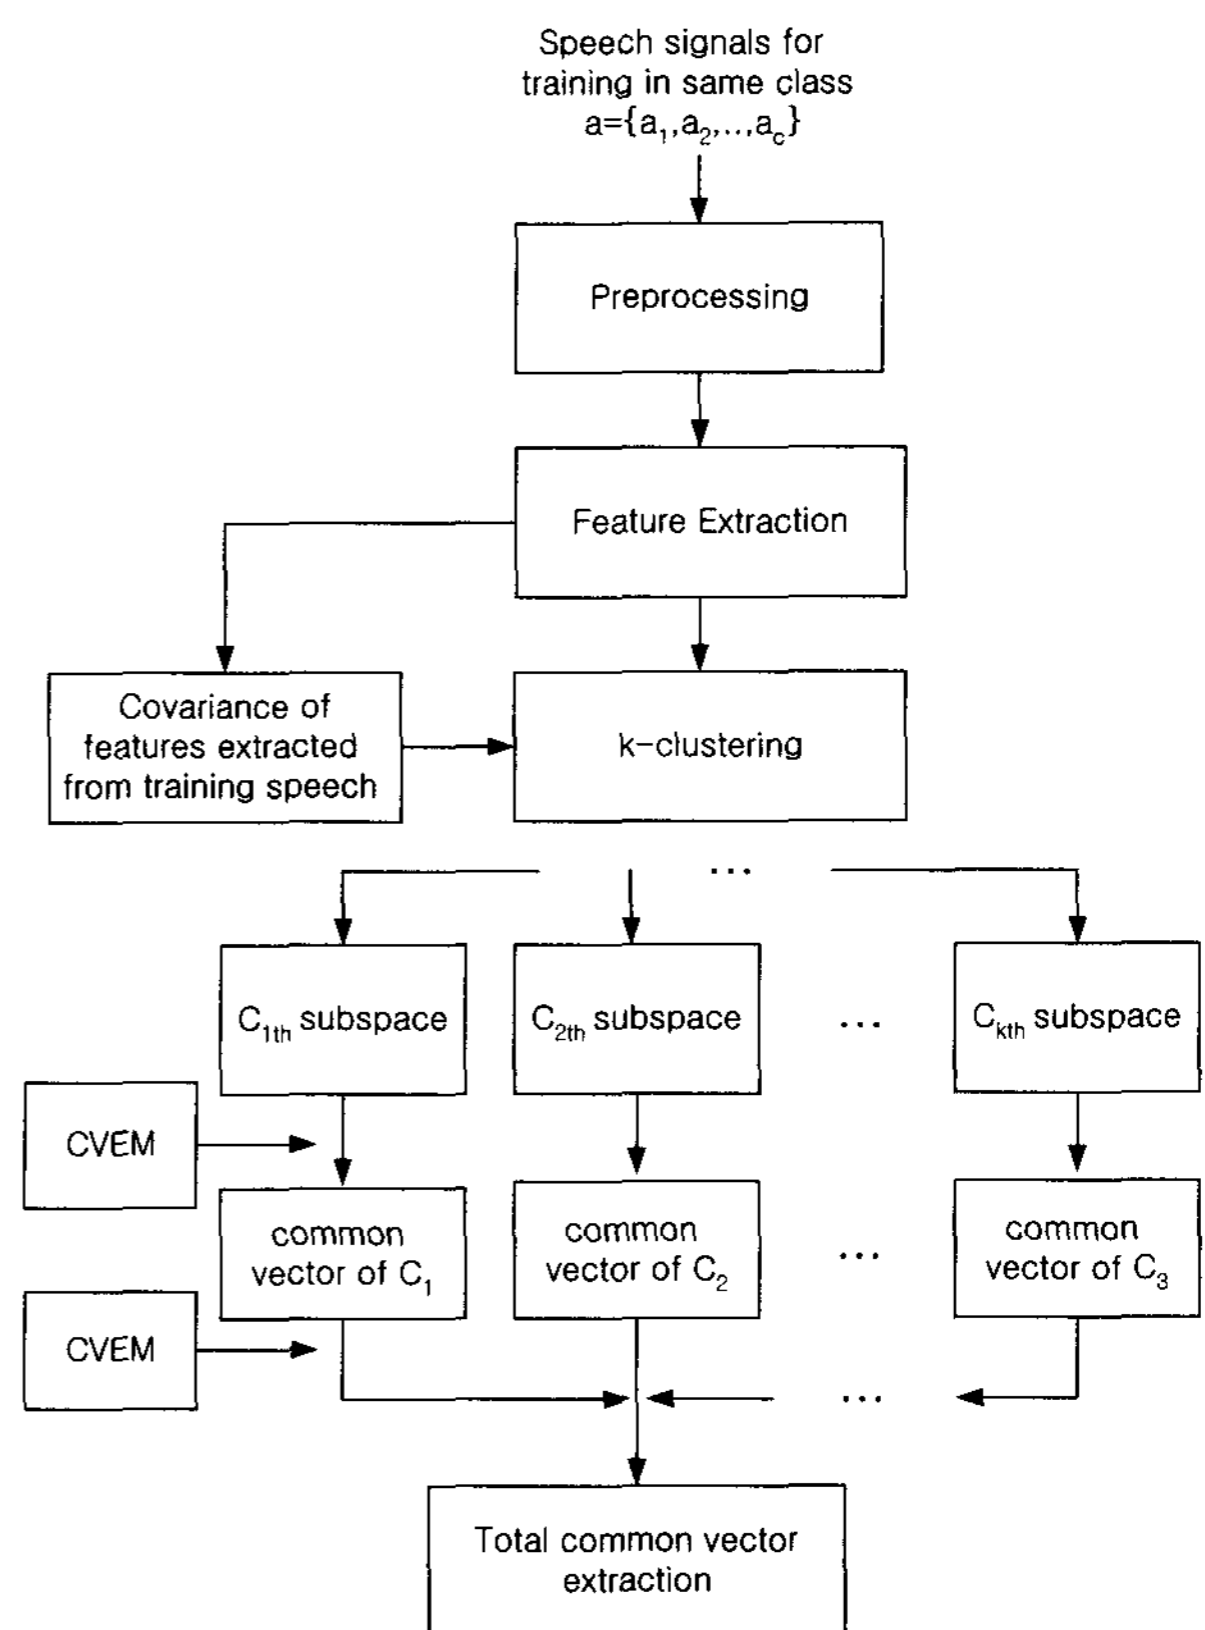 Speech signals for
training in same class
a={a₁,a₂,...,a_c}
Preprocessing
Feature Extraction
Covariance of
features extracted
from training speech
k-clustering
...
C₁ₜₕ subspace
C₂ₜₕ subspace
...
Cₖₜₕ subspace
CVEM
common
vector of C₁
common
vector of C₂
...
common
vector of C₃
CVEM
...
Total common vector
extraction